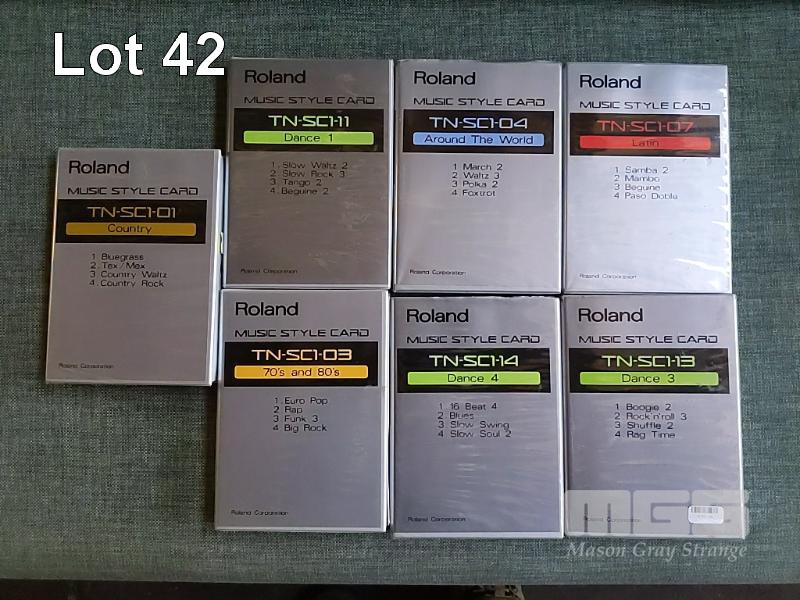 Lot 42
Roland
MUSIC STYLE CARD
TN-SC1-11
Dance 1
1. Slow Waltz 2
2 Slow Rock 3
3 Tango 2
4. Beguine 2
Roland Corporation
Roland
MUSIC STYLE CARD
TN-SC1-04
Around The World
1 March 2
2 Waltz 3
3 Polka 2
4 Foxtrot
Roland Corporation
Roland
MUSIC STYLE CARD
TN-SC1-07
Latin
1 Samba 2
2 Mambo
3 Beguine
4 Paso Doble
Roland Corporation
Roland
MUSIC STYLE CARD
TN-SC1-01
Country
1 Bluegrass
2. Tex/Mex
3 Country Waltz
4. Country Rock
Roland Corporation
Roland
MUSIC STYLE CARD
TN-SC1-03
70's and 80's
1. Euro Pop
2 Rap
3 Funk 3
4 Big Rock
Roland Corporation
Roland
MUSIC STYLE CARD
TN-SC1-14
Dance 4
1. 16 Beat 4
2 Blues
3 Slow Swing
4 Slow Soul 2
Roland Corporation
Roland
MUSIC STYLE CARD
TN-SC1-13
Dance 3
1 Boogie 2
2 Rock'n'roll 3
3 Shuffle 2
4 Rag Time
Roland Corporation
MGS
Mason Gray Strange